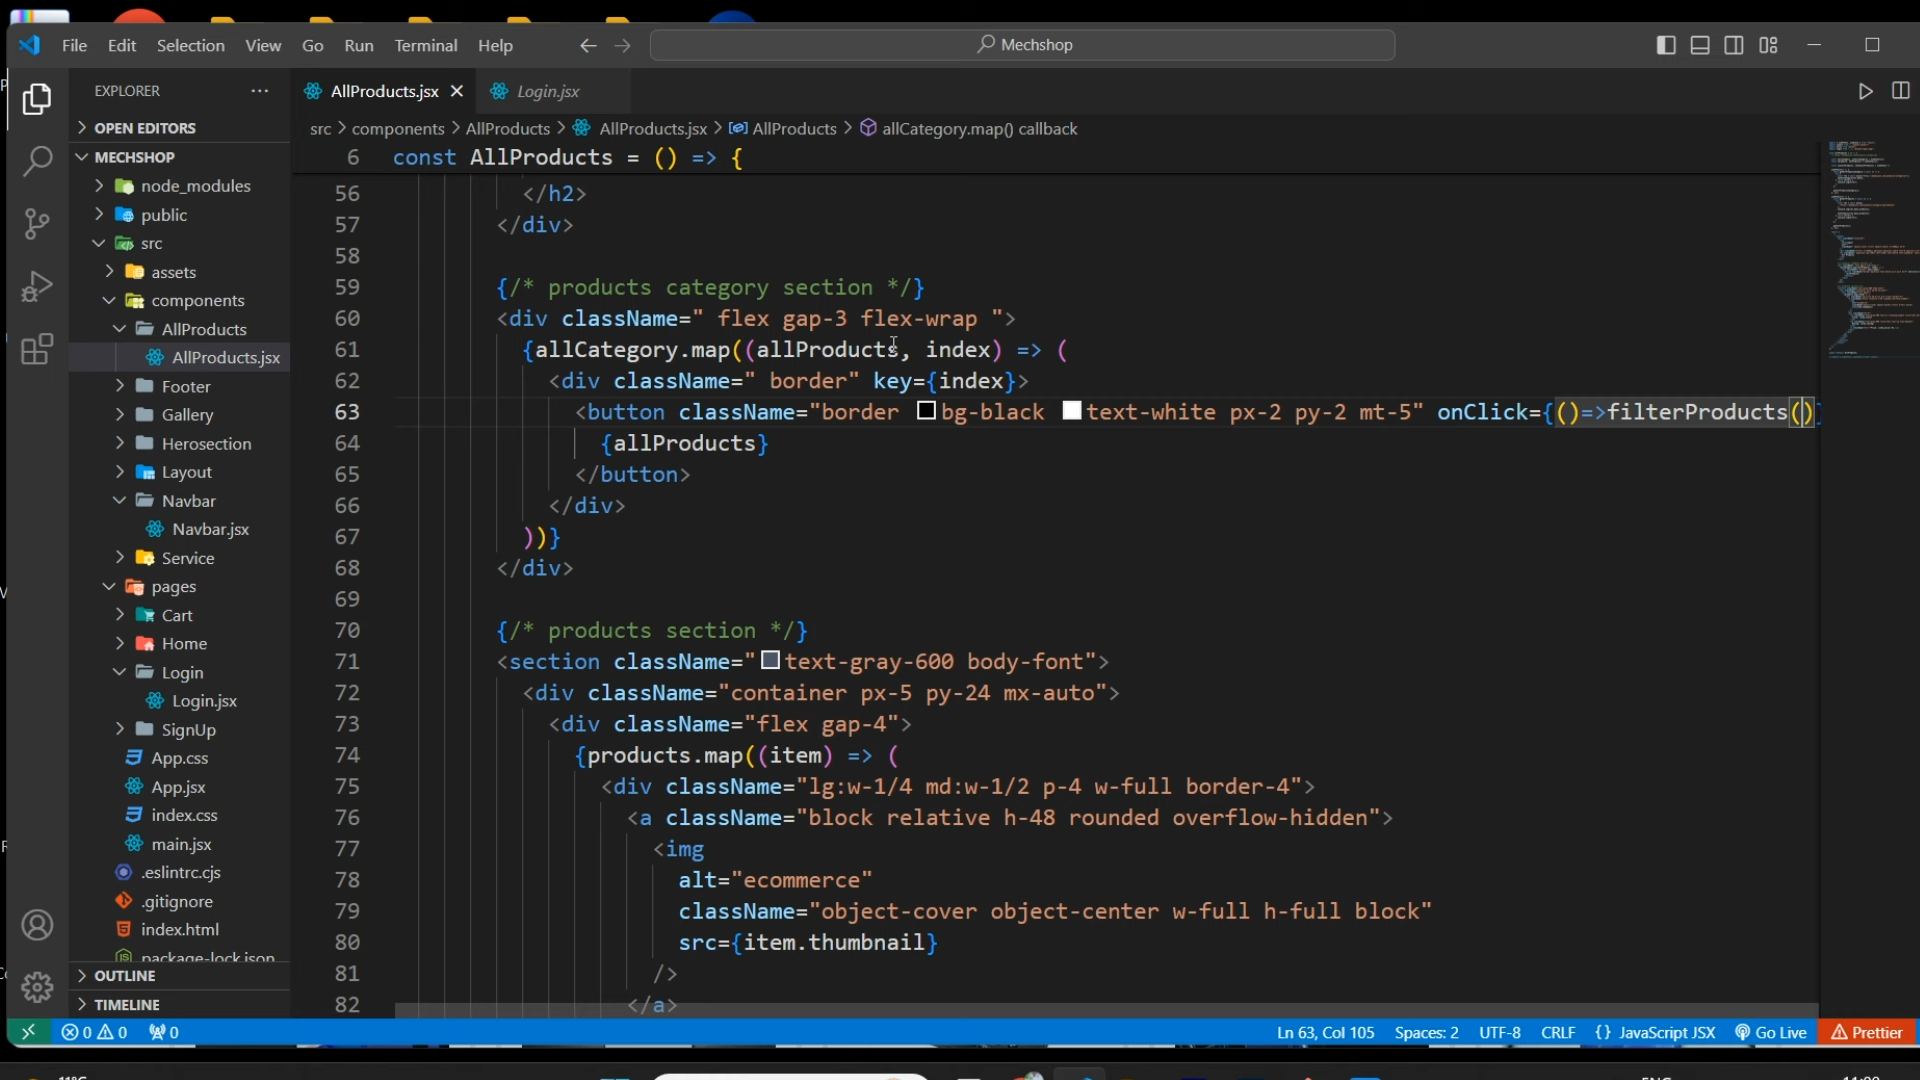 File Edit Selection View Go Run Terminal Help
Mechshop
EXPLORER
AllProducts.jsx
Login.jsx
OPEN EDITORS
src > components > AllProducts > AllProducts.jsx > AllProducts > allCategory.map() callback
MECHSHOP
node_modules
public
src
assets
components
AllProducts
AllProducts.jsx
Footer
Gallery
Herosection
Layout
Navbar
Navbar.jsx
Service
pages
Cart
Home
Login
Login.jsx
SignUp
App.css
App.jsx
index.css
main.jsx
.eslintrc.cjs
.gitignore
index.html
package-lock.json
OUTLINE
TIMELINE
6 const AllProducts = () => {
56 </h2>
57 </div>
58
59 {/* products category section */}
60 <div className=" flex gap-3 flex-wrap ">
61 {allCategory.map((allProducts, index) => (
62 <div className=" border" key={index}>
63 <button className="border bg-black text-white px-2 py-2 mt-5" onClick={()=>filterProducts()}
64 {allProducts}
65 </button>
66 </div>
67 ))}
68 </div>
69
70 {/* products section */}
71 <section className="text-gray-600 body-font">
72 <div className="container px-5 py-24 mx-auto">
73 <div className="flex gap-4">
74 {products.map((item) => (
75 <div className="lg:w-1/4 md:w-1/2 p-4 w-full border-4">
76 <a className="block relative h-48 rounded overflow-hidden">
77 <img
78 alt="ecommerce"
79 className="object-cover object-center w-full h-full block"
80 src={item.thumbnail}
81 />
82 </a>
0 0 0
Ln 63, Col 105 Spaces: 2 UTF-8 CRLF {} JavaScript JSX Go Live Prettier